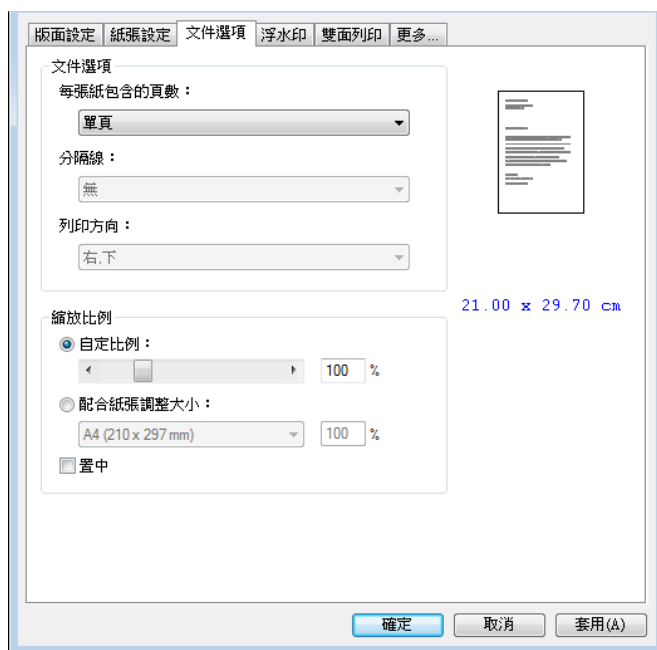 版面設定 紙張設定 文件選項 浮水印 雙面列印 更多...
文件選項
每張紙包含的頁數：
單頁
分隔線：
無
列印方向：
右.下
21.00 x 29.70 cm
縮放比例
自定比例：
100 %
配合紙張調整大小：
A4 (210 x 297 mm) 100 %
置中
確定 取消 套用(A)